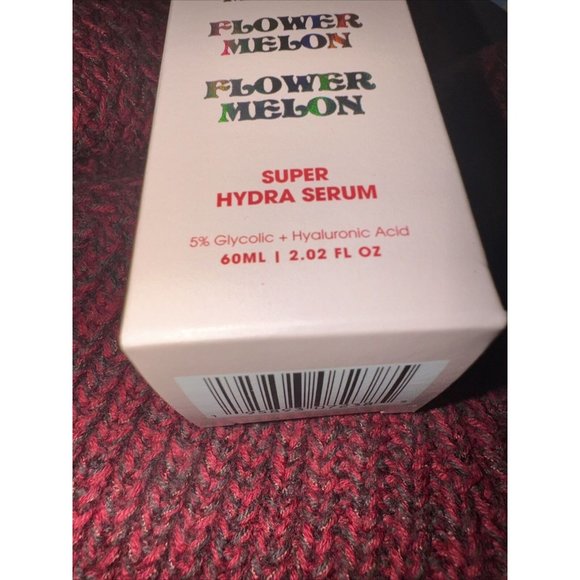 FLOWER
MELON
FLOWER
MELON
SUPER
HYDRA SERUM
5% Glycolic + Hyaluronic Acid
60ML | 2.02 FL OZ